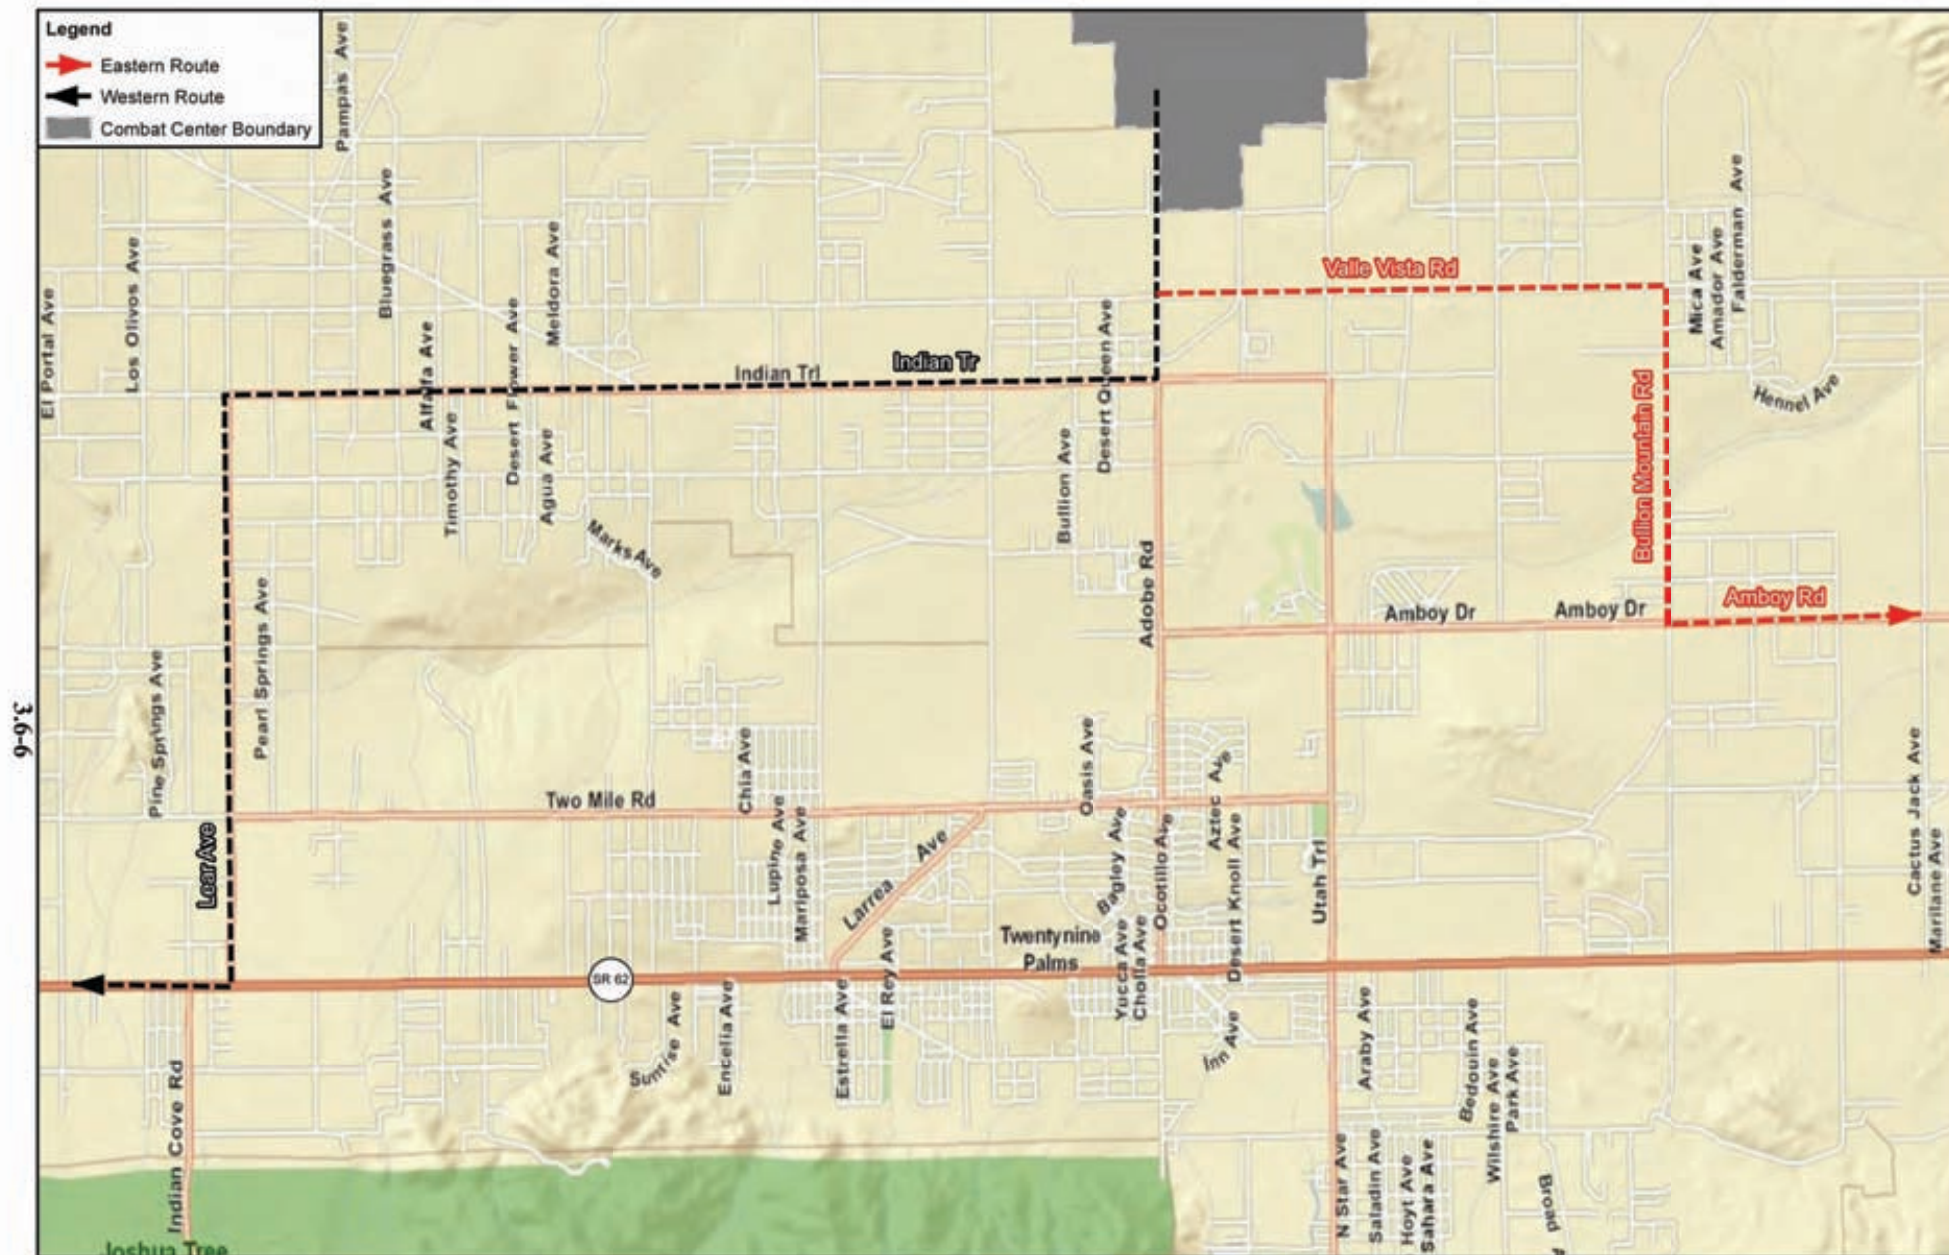 Legend
Eastern Route
Western Route
Combat Center Boundary
Pampas Ave
Bluegrass Ave
Los Olivos Ave
El Portal Ave
Meldora Ave
Alfalfa Ave
Desert Flower Ave
Timothy Ave
Agua Ave
Marks Ave
Indian Trl
Indian Tr
Desert Queen Ave
Bullion Ave
Adobe Rd
Valle Vista Rd
Bullion Mountain Rd
Mica Ave
Amador Ave
Falderman Ave
Hennel Ave
Amboy Dr
Amboy Dr
Amboy Rd
Pearl Springs Ave
Pine Springs Ave
3.6-6
Loar Ave
Two Mile Rd
Chia Ave
Lupine Ave
Mariposa Ave
Larrea Ave
Oasis Ave
Bagley Ave
Ocotillo Ave
Aztec Ave
Desert Knoll Ave
Utah Trl
Cactus Jack Ave
Marilane Ave
Twentynine
Palms
Yucca Ave
Cholla Ave
El Rey Ave
SR 62
Sunrise Ave
Encelia Ave
Estrella Ave
Inn Ave
Araby Ave
Bedouin Ave
Wilshire Ave
Park Ave
Indian Cove Rd
N Star Ave
Saladin Ave
Hoyt Ave
Sahara Ave
Broad
Joshua Tree